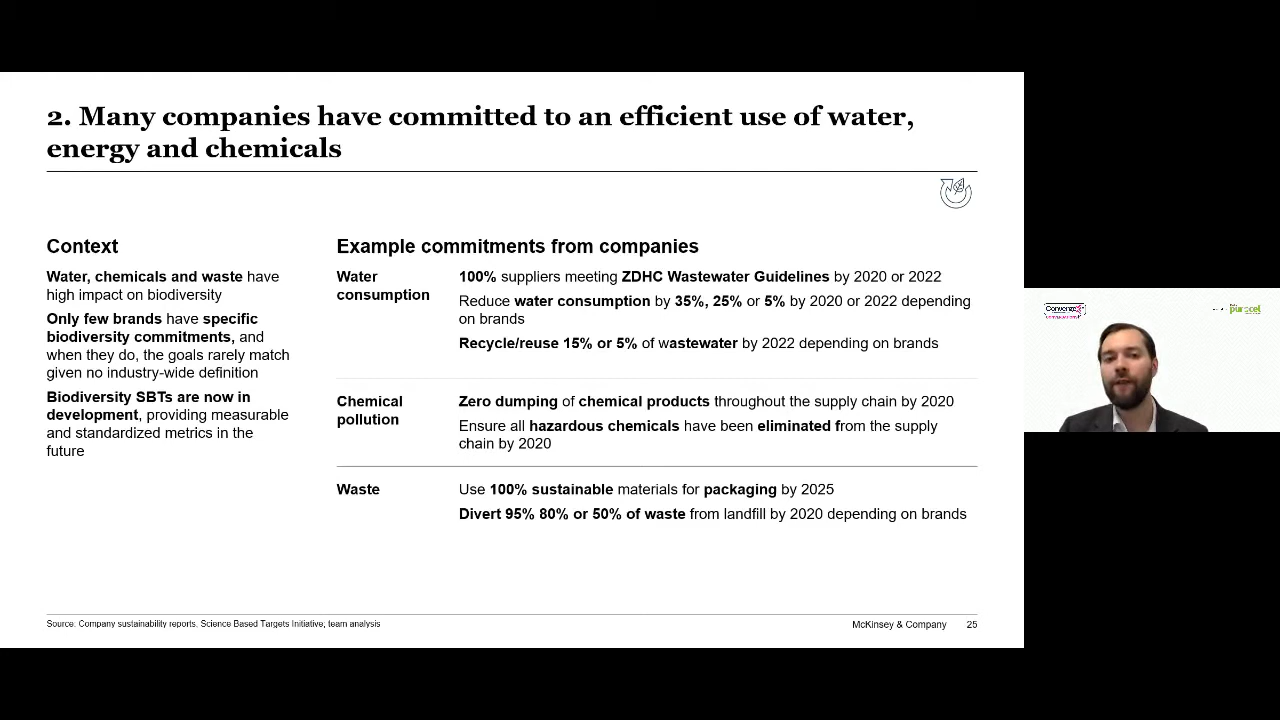 2. Many companies have committed to an efficient use of water,
energy and chemicals
Context
Water, chemicals and waste have
high impact on biodiversity
Only few brands have specific
biodiversity commitments, and
when they do, the goals rarely match
given no industry-wide definition
Biodiversity SBTs are now in
development, providing measurable
and standardized metrics in the
future
Example commitments from companies
Water
consumption
100% suppliers meeting ZDHC Wastewater Guidelines by 2020 or 2022
Reduce water consumption by 35%, 25% or 5% by 2020 or 2022 depending
on brands
Recycle/reuse 15% or 5% of wastewater by 2022 depending on brands
Chemical
pollution
Zero dumping of chemical products throughout the supply chain by 2020
Ensure all hazardous chemicals have been eliminated from the supply
chain by 2020
Waste
Use 100% sustainable materials for packaging by 2025
Divert 95% 80% or 50% of waste from landfill by 2020 depending on brands
Source: Company sustainability reports, Science Based Targets Initiative; team analysis
McKinsey & Company 25
purocel